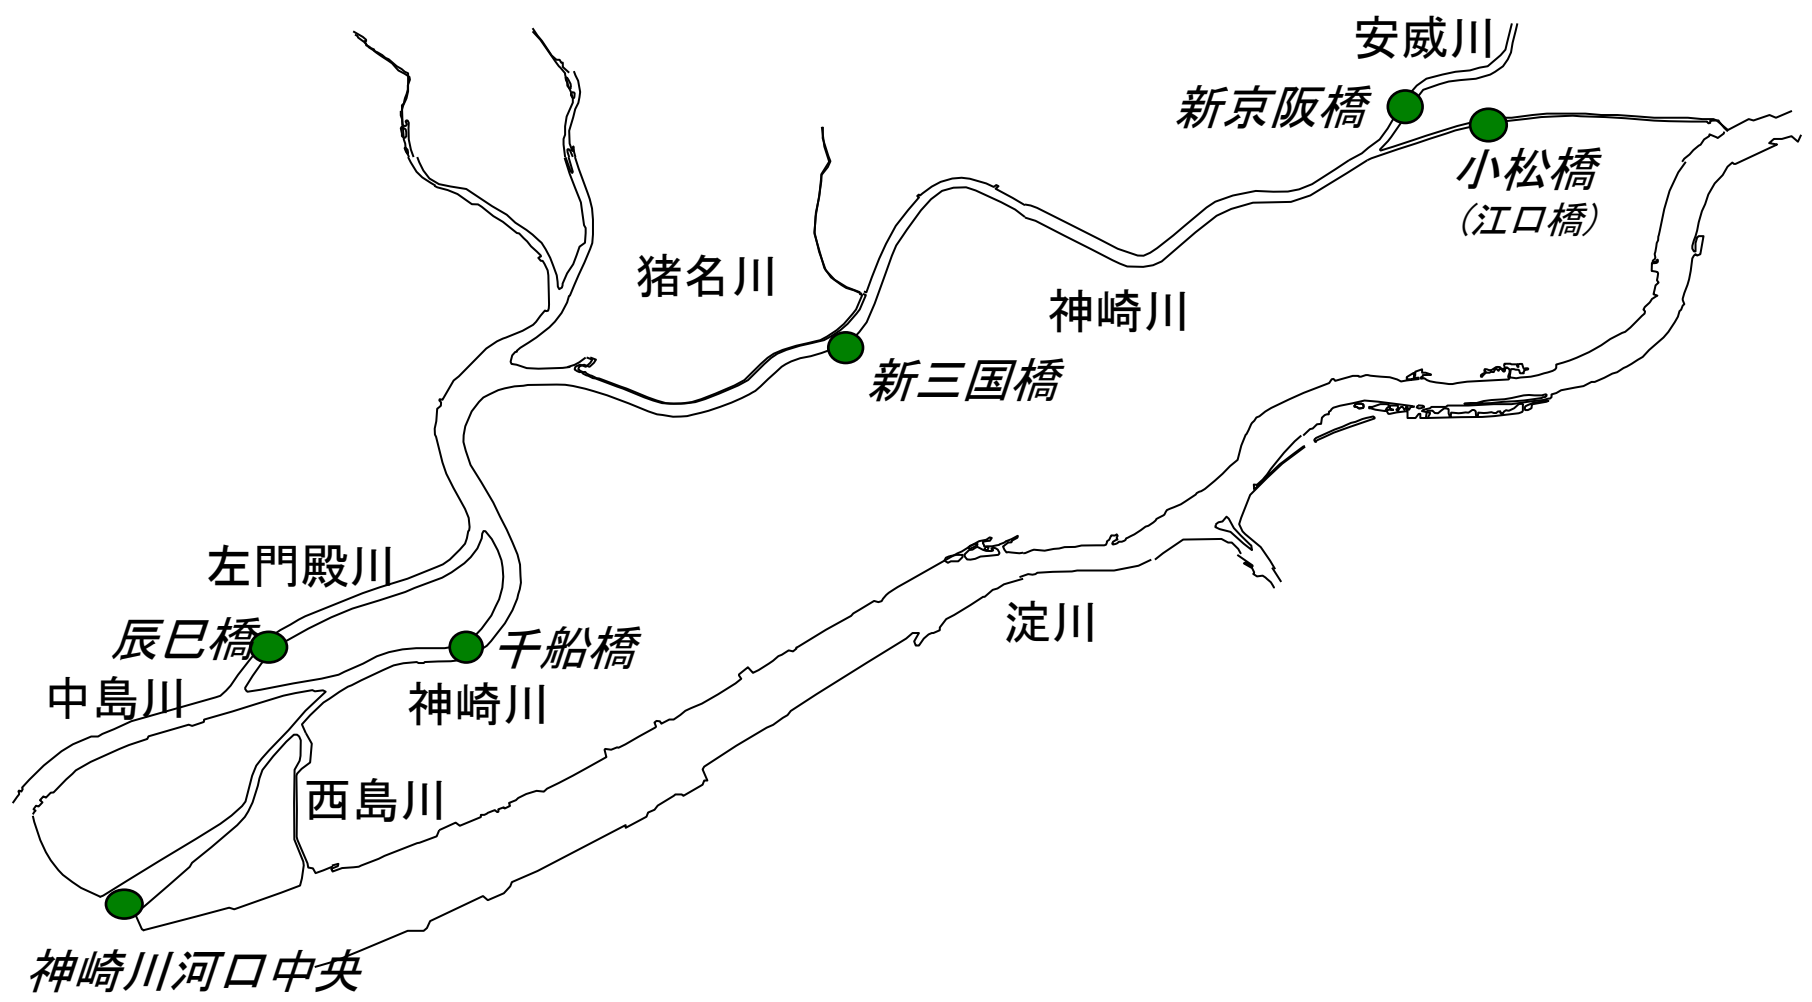 安威川
新京阪橋
小松橋
（江口橋）
猪名川
神崎川
新三国橋
左門殿川
淀川
辰巳橋
千船橋
中島川
神崎川
西島川
神崎川河口中央